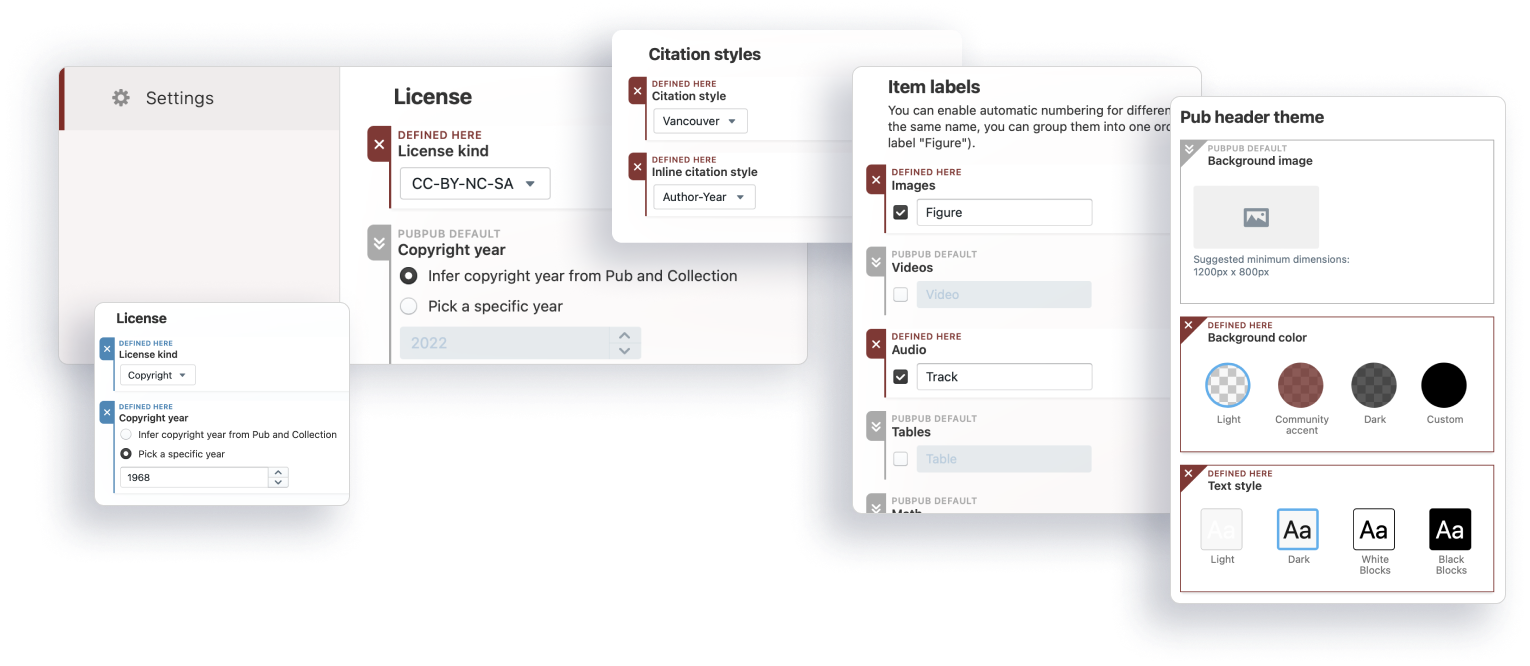 Settings
License
DEFINED HERE
License kind
CC-BY-NC-SA
PUBPUB DEFAULT
Copyright year
Infer copyright year from Pub and Collection
Pick a specific year
2022
License
DEFINED HERE
License kind
Copyright
DEFINED HERE
Copyright year
Infer copyright year from Pub and Collection
Pick a specific year
1968
Citation styles
DEFINED HERE
Citation style
Vancouver
DEFINED HERE
Inline citation style
Author-Year
Item labels
You can enable automatic numbering for differen
the same name, you can group them into one ord
label "Figure").
DEFINED HERE
Images
Figure
PUBPUB DEFAULT
Videos
Video
DEFINED HERE
Audio
Track
PUBPUB DEFAULT
Tables
Table
PUBPUB DEFAULT
Math
Pub header theme
PUBPUB DEFAULT
Background image
Suggested minimum dimensions:
1200px x 800px
DEFINED HERE
Background color
Light
Community
accent
Dark
Custom
DEFINED HERE
Text style
Aa
Aa
Aa
Aa
Light
Dark
White
Blocks
Black
Blocks